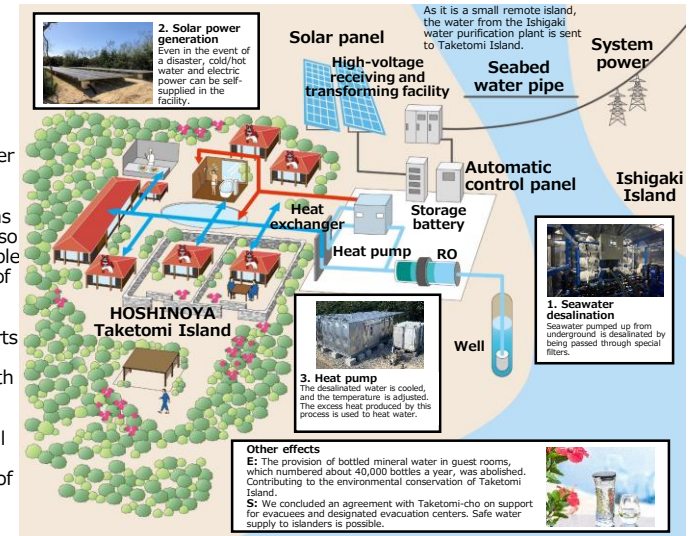 2. Solar power
generation
Even in the event of
a disaster, cold/hot
water and electric
power can be self-
supplied in the
facility.
As it is a small remote island,
the water from the Ishigaki
water purification plant is sent
to Taketomi Island.
Solar panel
High-voltage
receiving and
transforming facility
Seabed
water pipe
System
power
Automatic
control panel
Ishigaki
Island
Storage
battery
Heat
exchanger
Heat pump
RO
Well
HOSHINOYA
Taketomi Island
1. Seawater
desalination
Seawater pumped up from
underground is desalinated by
being passed through special
filters.
3. Heat pump
The desalinated water is cooled,
and the temperature is adjusted.
The excess heat produced by this
process is used to heat water.
Other effects
E: The provision of bottled mineral water in guest rooms,
which numbered about 40,000 bottles a year, was abolished.
Contributing to the environmental conservation of Taketomi
Island.
S: We concluded an agreement with Taketomi-cho on support
for evacuees and designated evacuation centers. Safe water
supply to islanders is possible.
of
of